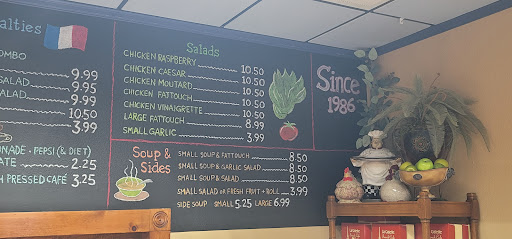 alties
OMBO
9.99
SALAD 9.95
SALAD 9.99
10.50
3.99
NADE • PEPSI (& DIET)
ATE 2.25
H PRESSED CAFÉ 3.25
Salads
CHICKEN RASPBERRY 10.50
CHICKEN CAESAR 10.50
CHICKEN MOUTARD 10.50
CHICKEN FATTOUCH 10.50
CHICKEN VINAIGRETTE 10.50
LARGE FATTOUCH 8.99
SMALL GARLIC 3.99
Soup &
Sides
SMALL SOUP & FATTOUCH 8.50
SMALL SOUP & GARLIC SALAD 8.50
SMALL SOUP & SALAD 8.50
SMALL SALAD OR FRESH FRUIT + ROLL 3.99
SIDE SOUP SMALL 5.25 LARGE 6.99
Since
1986